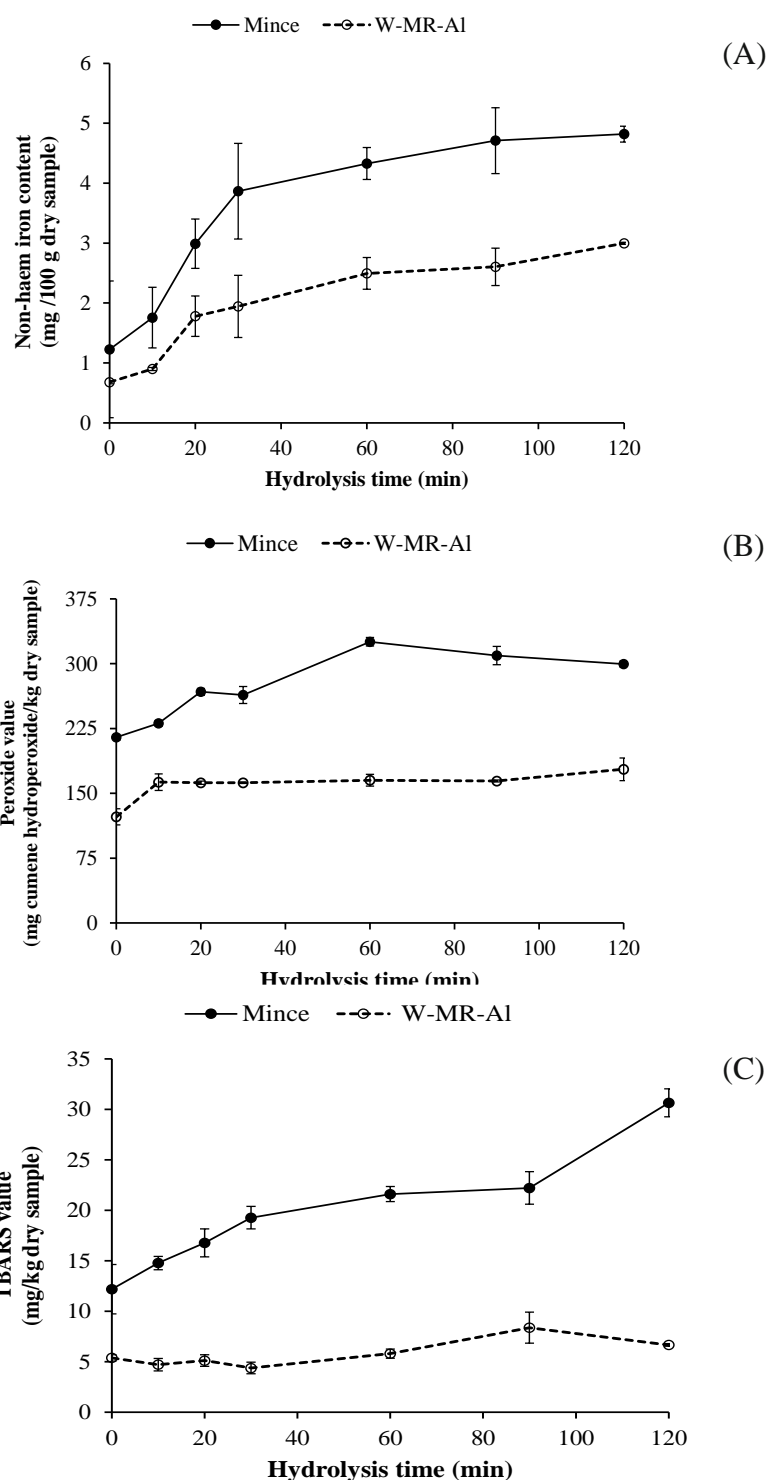 Mince W-MR-Al
(A)
6
5
4
3
2
1
0
Non-haem iron content
(mg /100 g dry sample)
0 20 40 60 80 100 120
Hydrolysis time (min)
Mince W-MR-Al
(B)
375
300
225
150
75
0
Peroxide value
(mg cumene hydroperoxide/kg dry sample)
0 20 40 60 80 100 120
Hydrolysis time (min)
Mince W-MR-Al
(C)
35
30
25
20
15
10
5
0
TBARS value
(mg/kg dry sample)
0 20 40 60 80 100 120
Hydrolysis time (min)